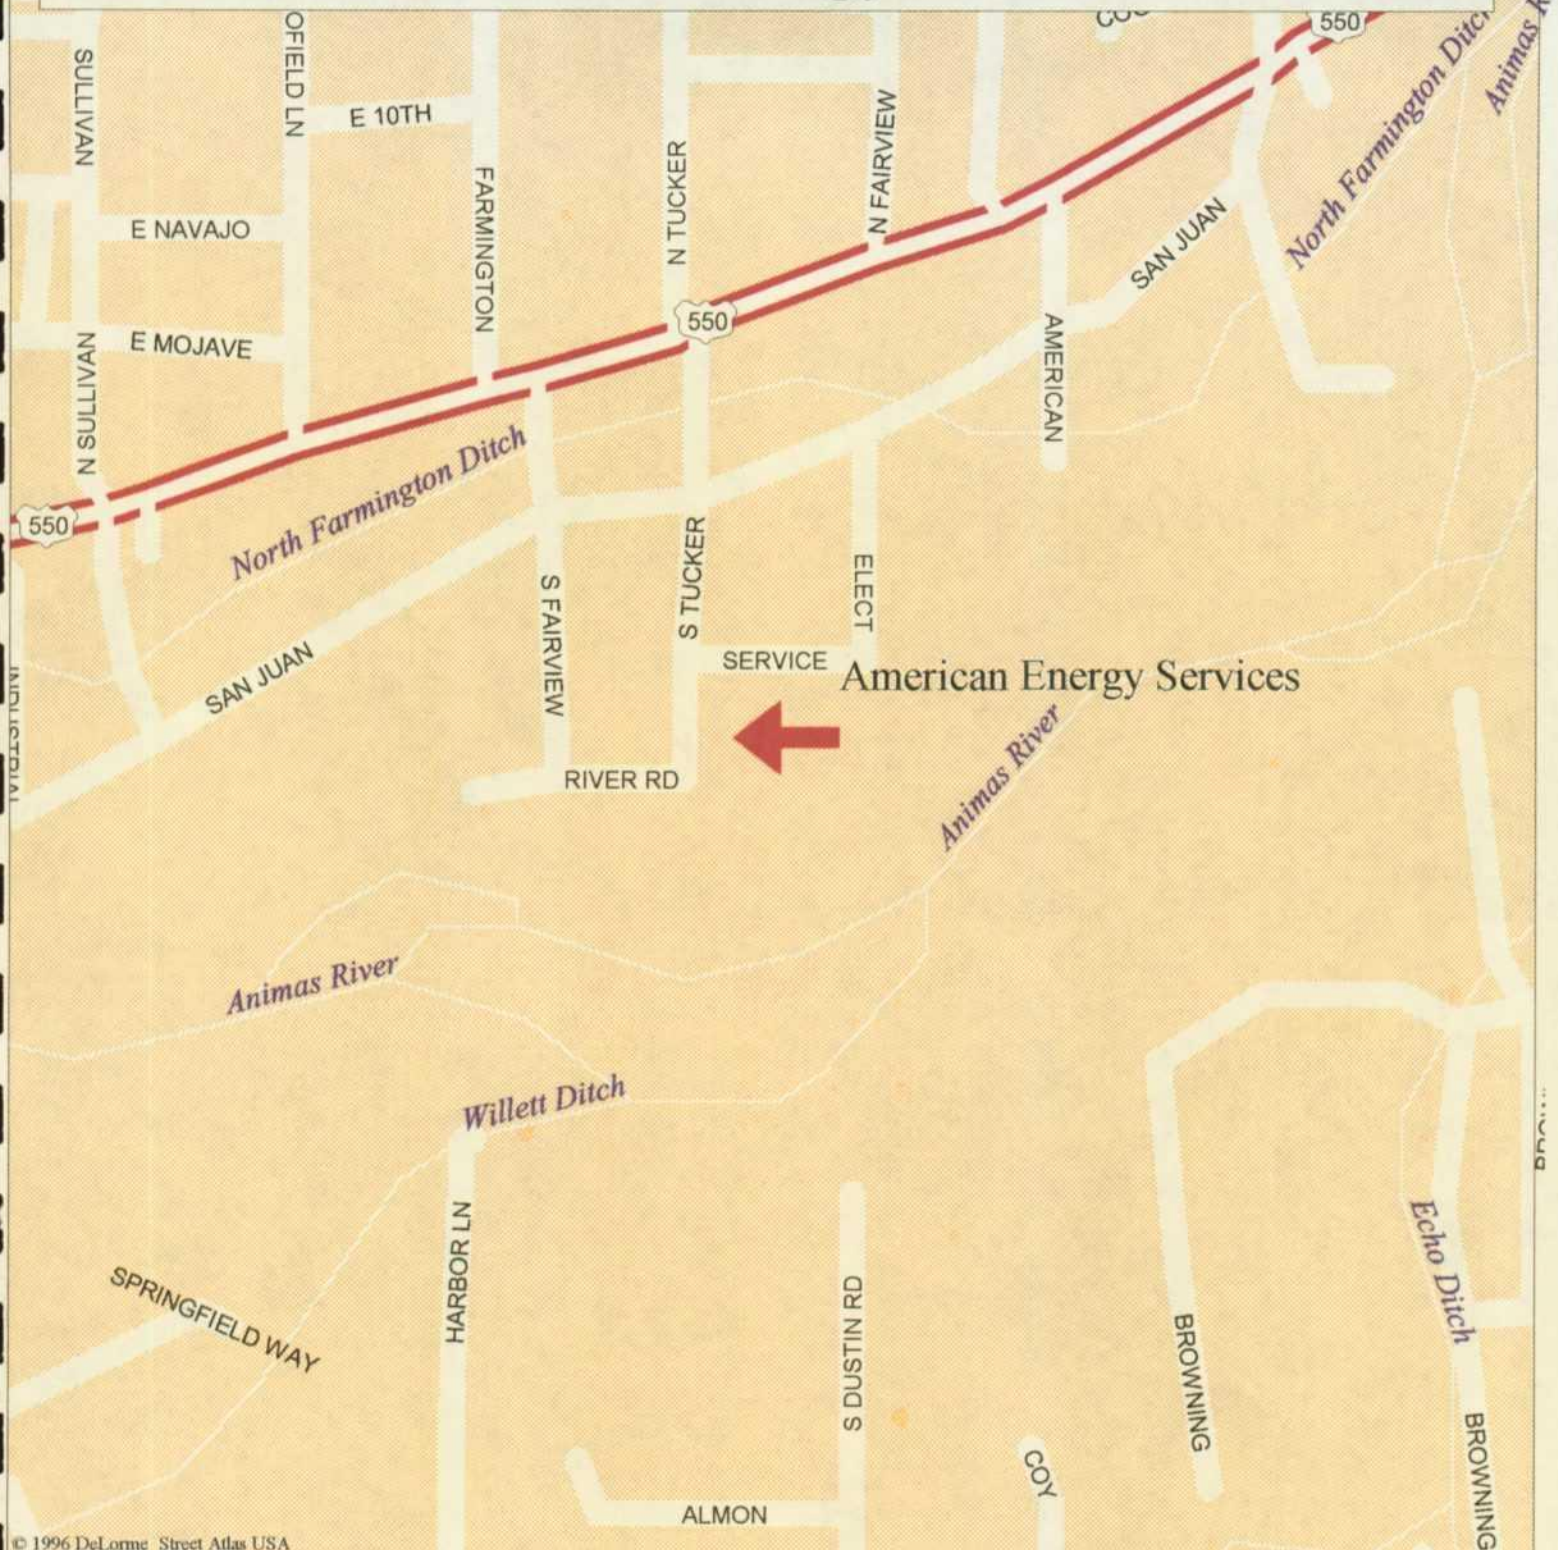 550
North Farmington Ditch
SULLIVAN
OFIELD LN
E 10TH
N TUCKER
N FAIRVIEW
FARMINGTON
E NAVAJO
SAN JUAN
550
E MOJAVE
N SULLIVAN
AMERICAN
North Farmington Ditch
550
S TUCKER
ELECT
S FAIRVIEW
SAN JUAN
SERVICE
American Energy Services
INDUSTRIAL
RIVER RD
Animas River
Animas River
Willett Ditch
HARBOR LN
Echo Ditch
SPRINGFIELD WAY
S DUSTIN RD
BROWNING
BROWNING
COY
ALMON
© 1996 DeLorme Street Atlas USA